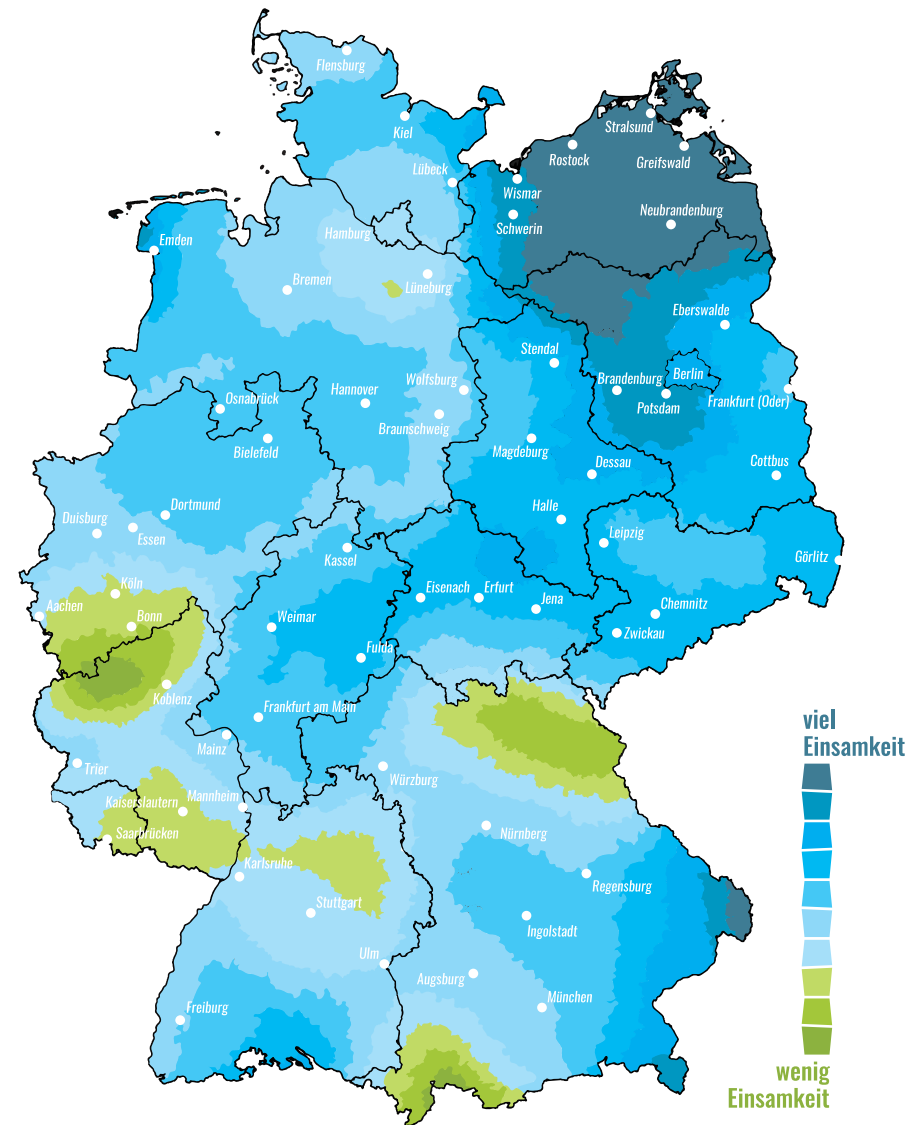 Flensburg
Kiel
Stralsund
Rostock
Greifswald
Lübeck
Wismar
Schwerin
Neubrandenburg
Hamburg
Emden
Bremen
Lüneburg
Eberswalde
Stendal
Berlin
Brandenburg
Potsdam
Frankfurt (Oder)
Hannover
Wolfsburg
Osnabrück
Braunschweig
Bielefeld
Magdeburg
Dessau
Cottbus
Dortmund
Halle
Duisburg
Essen
Leipzig
Kassel
Görlitz
Köln
Eisenach
Erfurt
Jena
Aachen
Bonn
Weimar
Chemnitz
Zwickau
Fulda
Koblenz
Frankfurt am Main
Mainz
Trier
Würzburg
Kaiserslautern
Mannheim
Saarbrücken
Nürnberg
Karlsruhe
Regensburg
Stuttgart
Ingolstadt
Ulm
Augsburg
München
Freiburg
viel
Einsamkeit
wenig
Einsamkeit